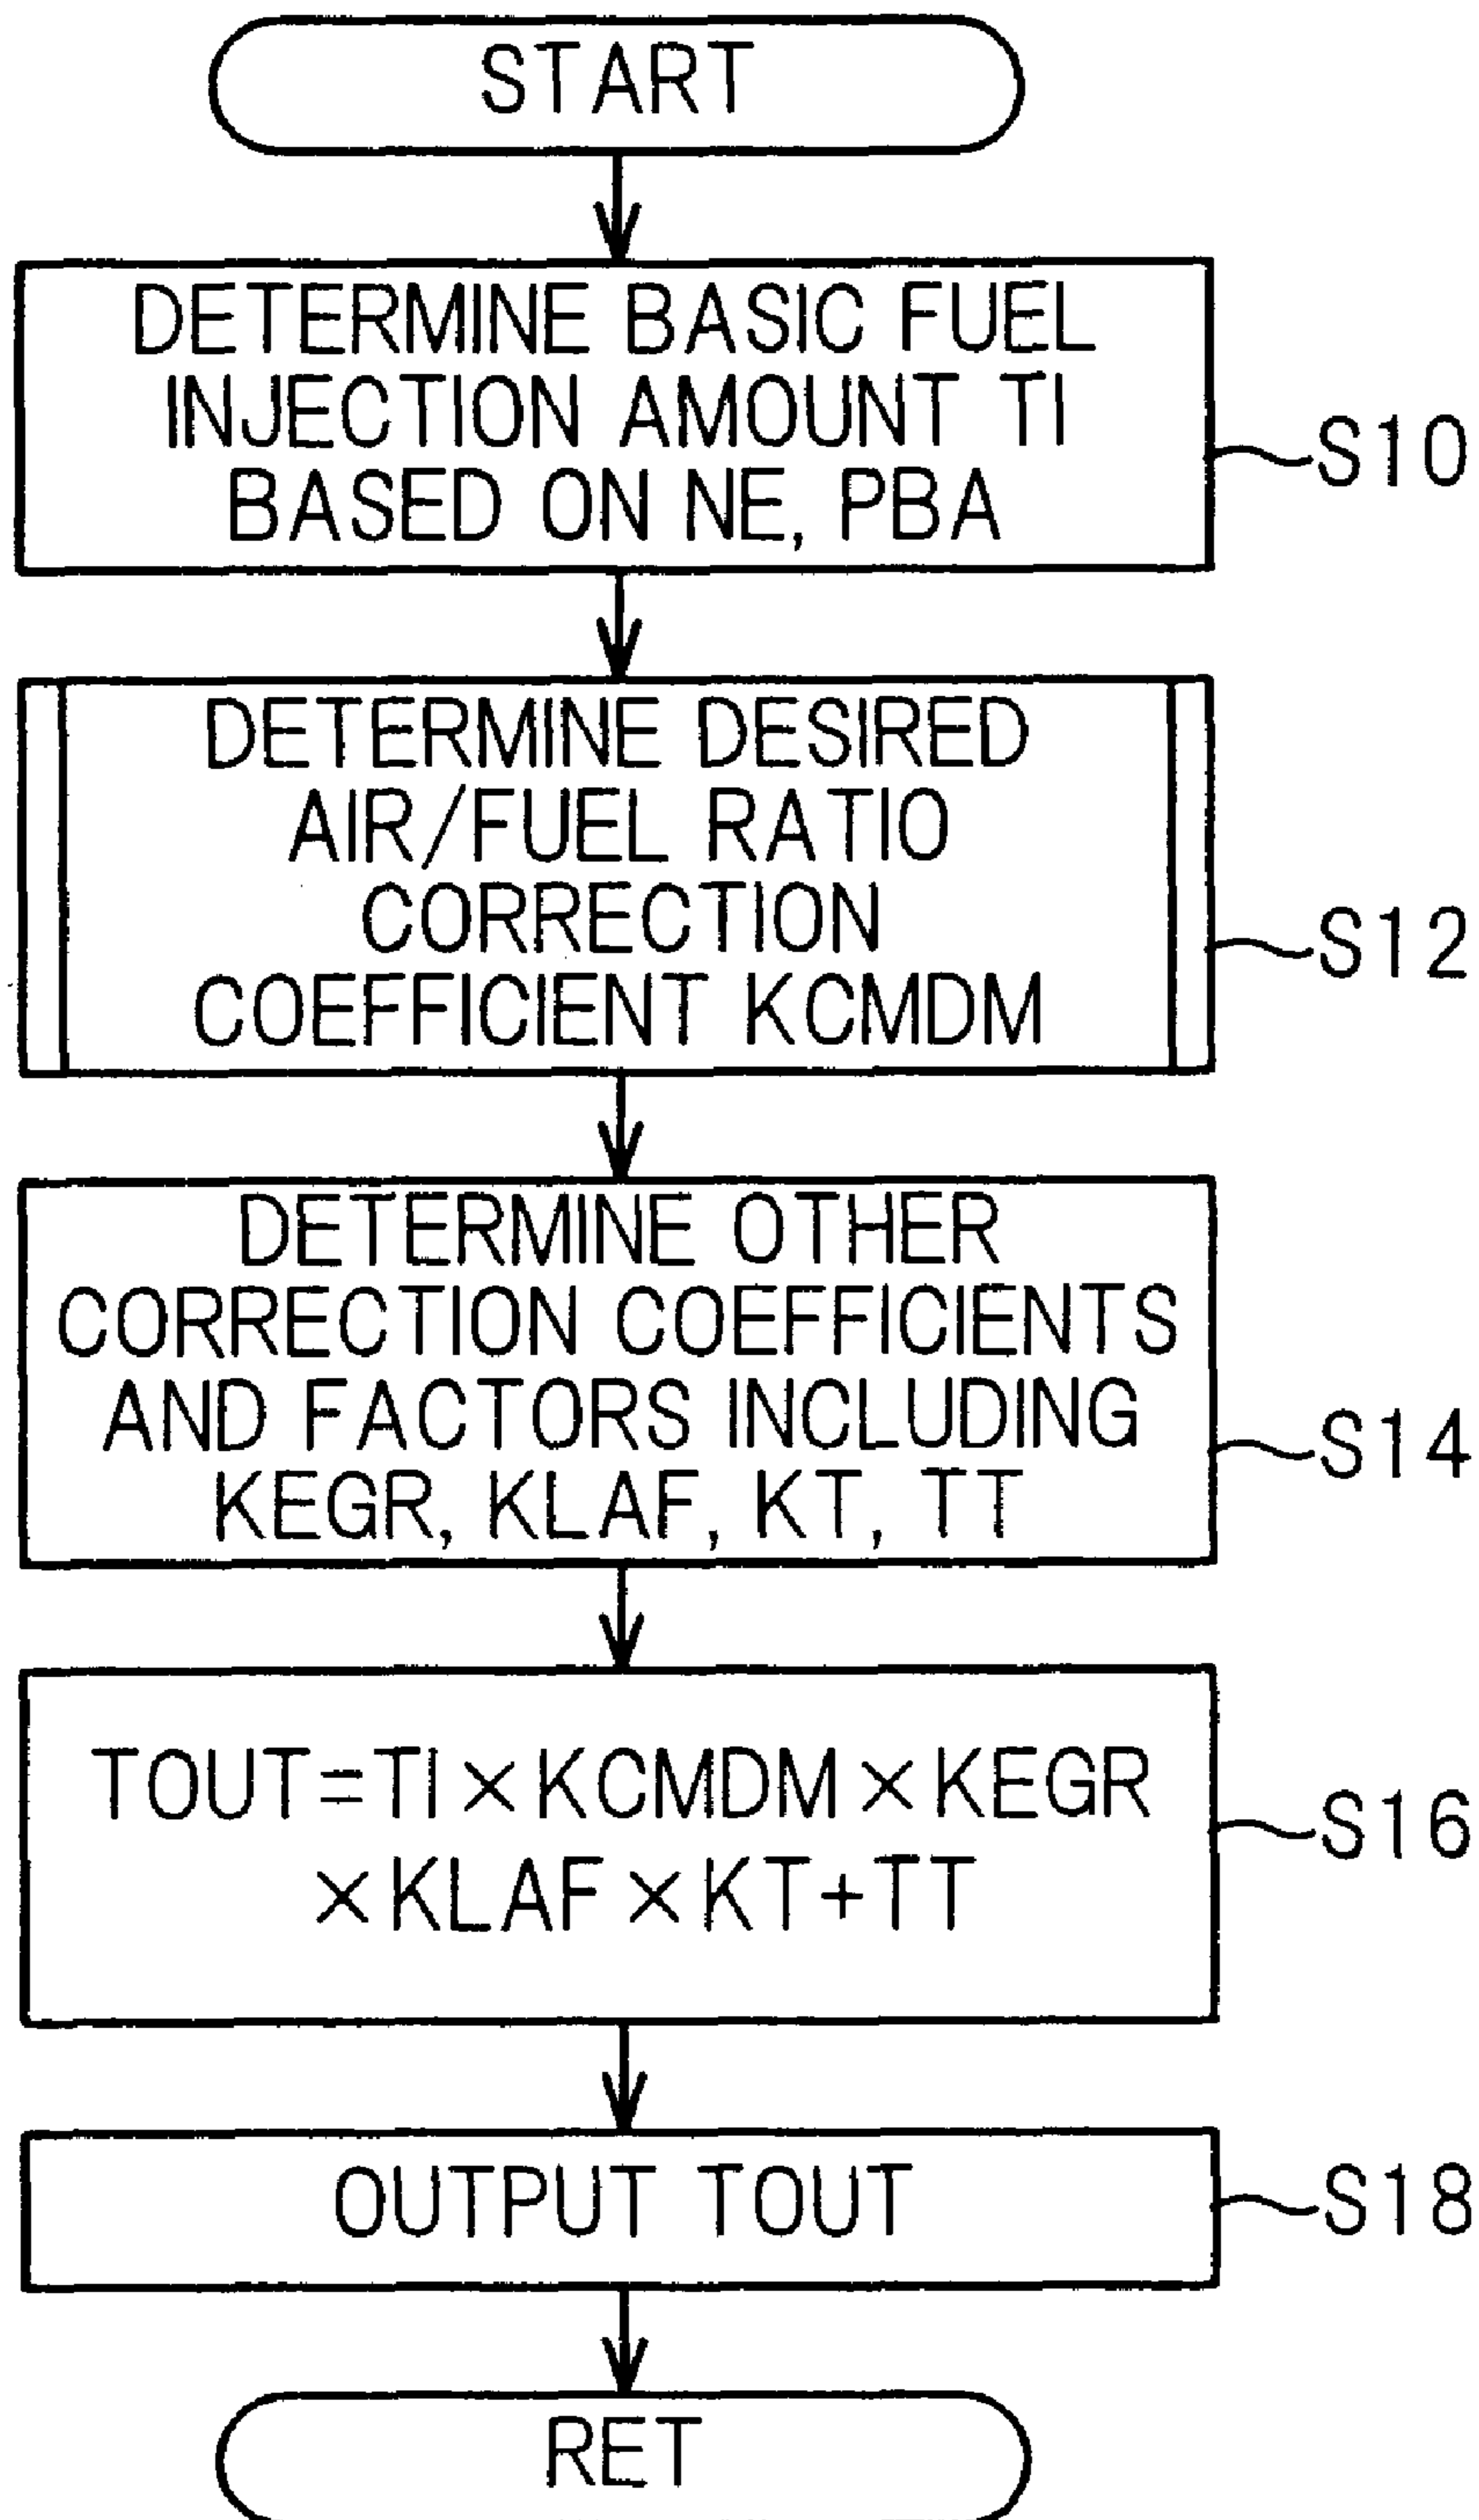 START
DETERMINE BASIC FUEL
INJECTION AMOUNT TI
BASED ON NE, PBA
S10
DETERMINE DESIRED
AIR/FUEL RATIO
CORRECTION
COEFFICIENT KCMDM
S12
DETERMINE OTHER
CORRECTION COEFFICIENTS
AND FACTORS INCLUDING
KEGR, KLAF, KT, TT
S14
TOUT=TI×KCMDM×KEGR
×KLAF×KT+TT
S16
OUTPUT TOUT
S18
RET